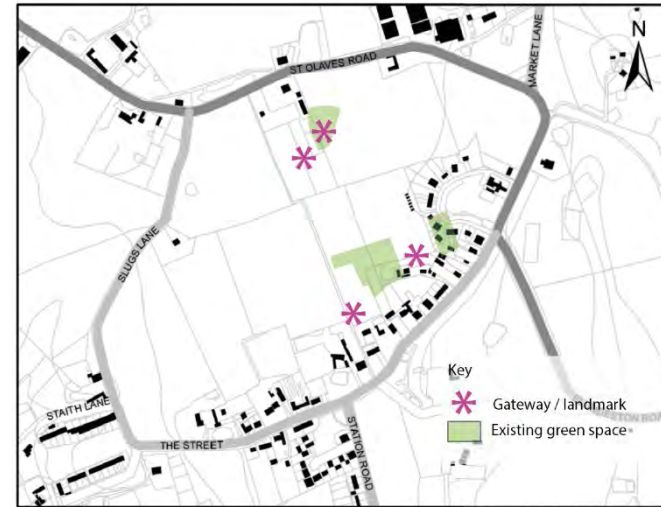 ST OLAVES ROAD
MARKET LANE
N
SLUGS LANE
STAITH LANE
THE STREET
STATION ROAD
Key
Gateway / landmark
Existing green space